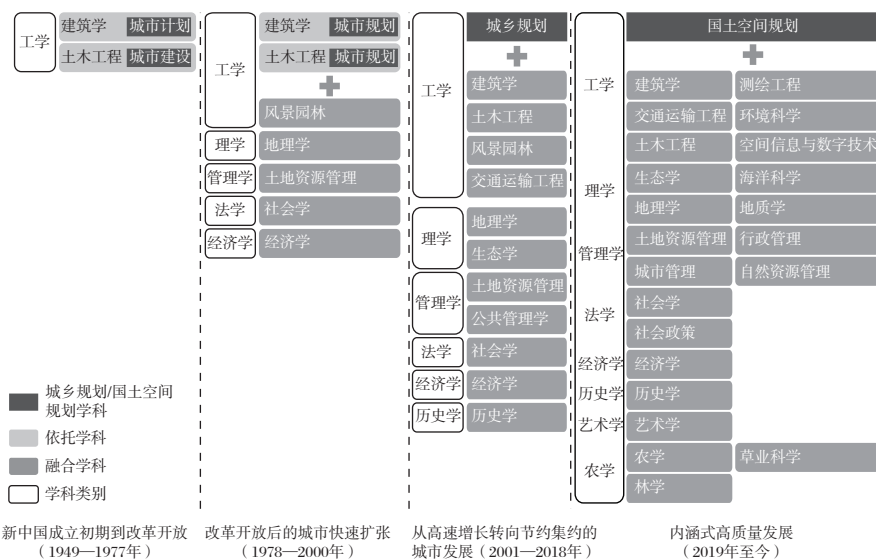 工学
建筑学 城市计划
土木工程 城市建设
工学
建筑学 城市规划
土木工程 城市规划
风景园林
理学 地理学
管理学 土地资源管理
法学 社会学
经济学 经济学
城乡规划
工学
建筑学
土木工程
风景园林
交通运输工程
理学
地理学
生态学
管理学
土地资源管理
公共管理学
法学 社会学
经济学 经济学
历史学 历史学
国土空间规划
工学
建筑学 测绘工程
交通运输工程 环境科学
土木工程 空间信息与数字技术
理学
生态学 海洋科学
地理学 地质学
管理学
土地资源管理 行政管理
城市管理 自然资源管理
法学
社会学
社会政策
经济学 经济学
历史学 历史学
艺术学 艺术学
农学
农学 草业科学
林学
城乡规划/国土空间
规划学科
依托学科
融合学科
学科类别
新中国成立初期到改革开放
（1949—1977年）
改革开放后的城市快速扩张
（1978—2000年）
从高速增长转向节约集约的
城市发展（2001—2018年）
内涵式高质量发展
（2019年至今）